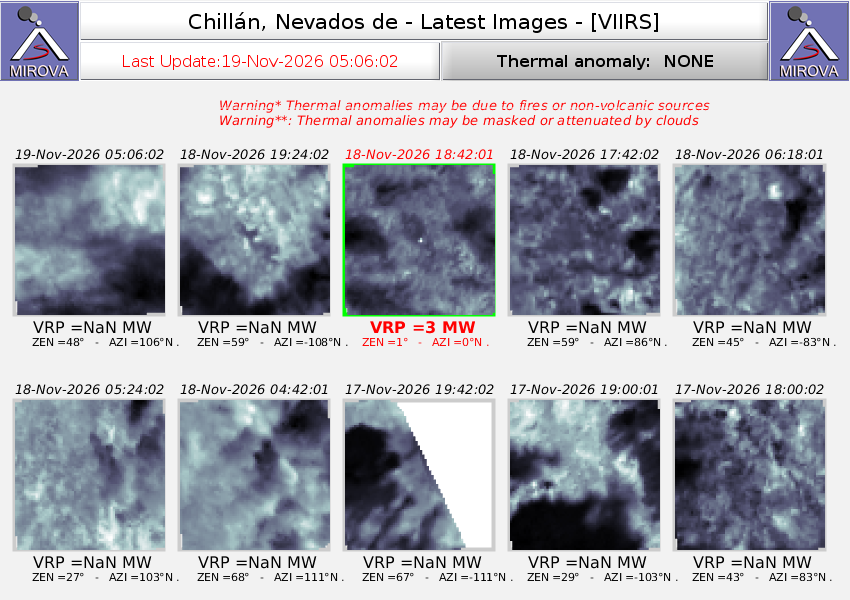 Chillán, Nevados de - Latest Images - [VIIRS]
MIROVA
Last Update:19-Nov-2026 05:06:02
Thermal anomaly: NONE
MIROVA
Warning* Thermal anomalies may be due to fires or non-volcanic sources
Warning**: Thermal anomalies may be masked or attenuated by clouds
19-Nov-2026 05:06:02
18-Nov-2026 19:24:02
18-Nov-2026 18:42:01
18-Nov-2026 17:42:02
18-Nov-2026 06:18:01
VRP =NaN MW
VRP =NaN MW
VRP =3 MW
VRP =NaN MW
VRP =NaN MW
ZEN =48° - AZI =106°N .
ZEN =59° - AZI =-108°N .
ZEN =1° - AZI =0°N .
ZEN =59° - AZI =86°N .
ZEN =45° - AZI =-83°N .
18-Nov-2026 05:24:02
18-Nov-2026 04:42:01
17-Nov-2026 19:42:02
17-Nov-2026 19:00:01
17-Nov-2026 18:00:02
VRP =NaN MW
VRP =NaN MW
VRP =NaN MW
VRP =NaN MW
VRP =NaN MW
ZEN =27° - AZI =103°N .
ZEN =68° - AZI =111°N .
ZEN =67° - AZI =-111°N .
ZEN =29° - AZI =-103°N .
ZEN =43° - AZI =83°N .